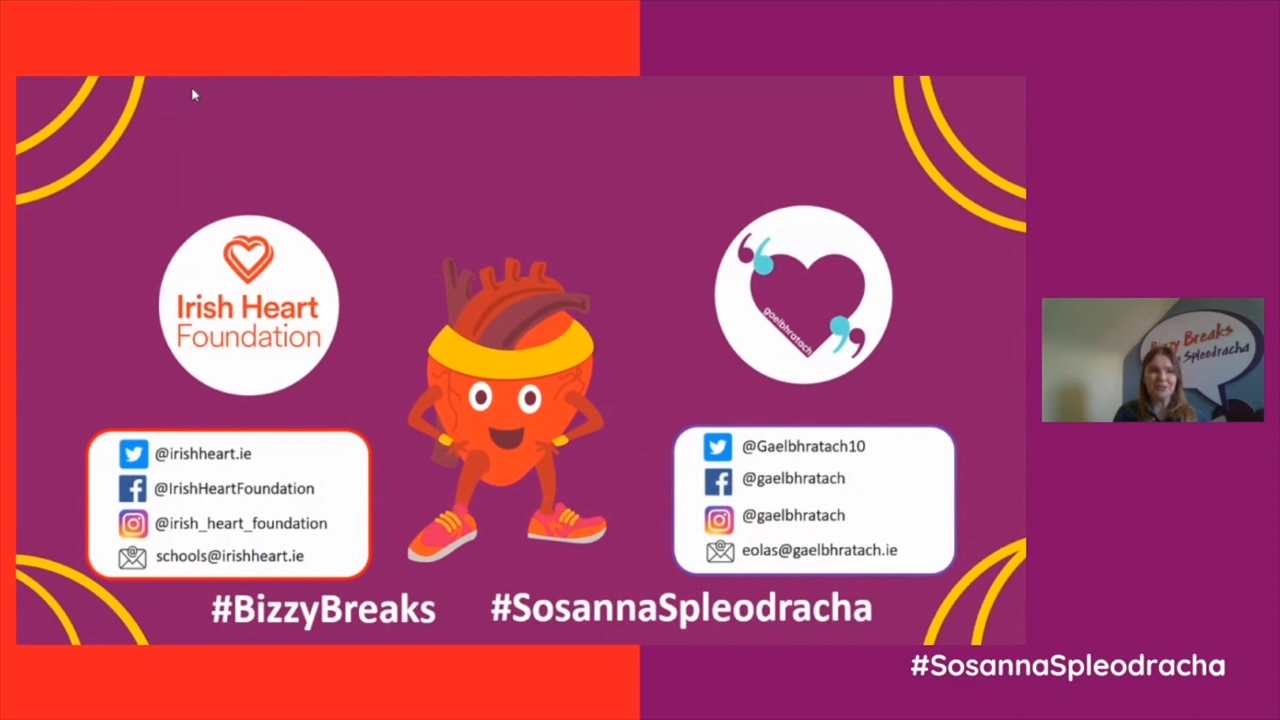 Irish Heart
Foundation
gaelbhratach
@irishheart.ie
@IrishHeartFoundation
@irish_heart_foundation
schools@irishheart.ie
@Gaelbhratach10
@gaelbhratach
@gaelbhratach
eolas@gaelbhratach.ie
#BizzyBreaks #SosannaSpleodracha
Bizzy Breaks
Spleodracha
#SosannaSpleodracha